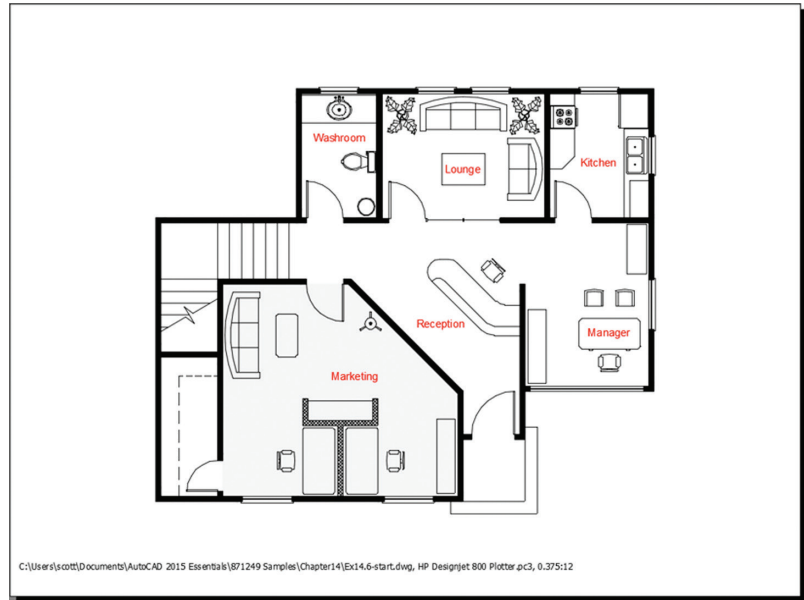 Washroom
Lounge
Kitchen
Reception
Manager
Marketing
C:\Users\scott\Documents\AutoCAD 2015 Essentials\871249 Samples\Chapter14\Ex14.6-start.dwg, HP Designjet 800 Plotter.pc3, 0.375:12